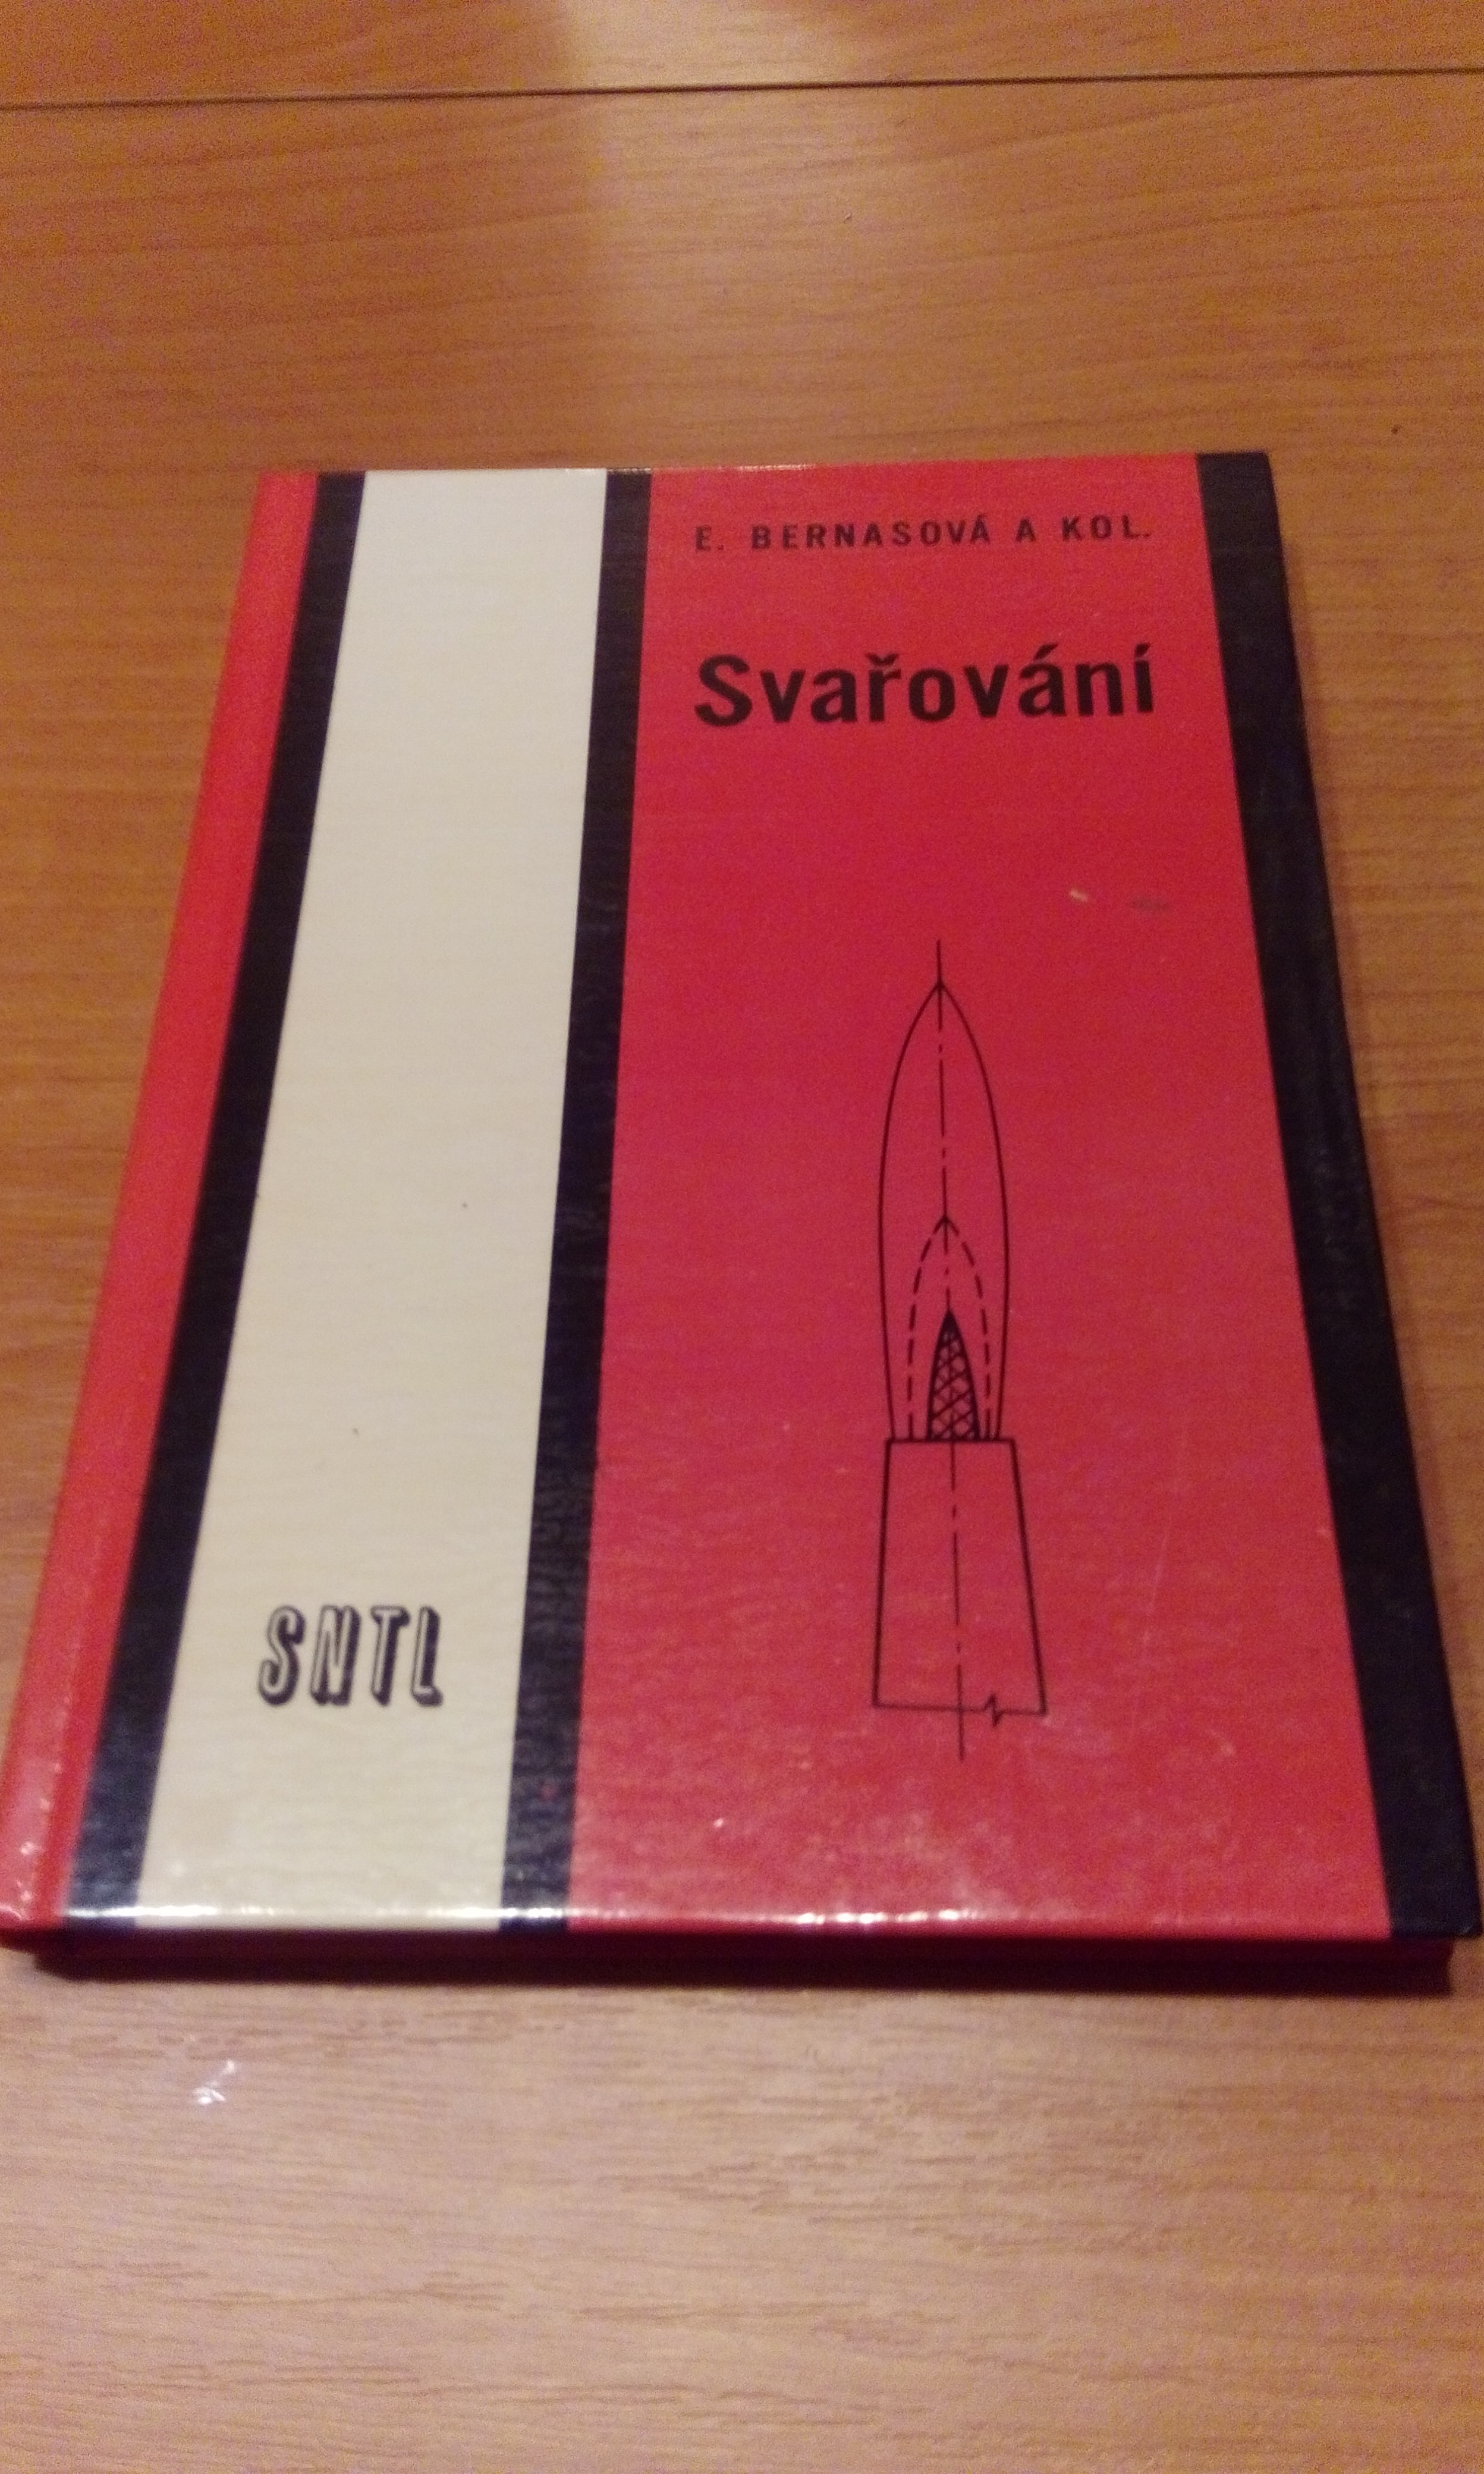 E. BERNASOVÁ A KOL.
Svařování
SNTL